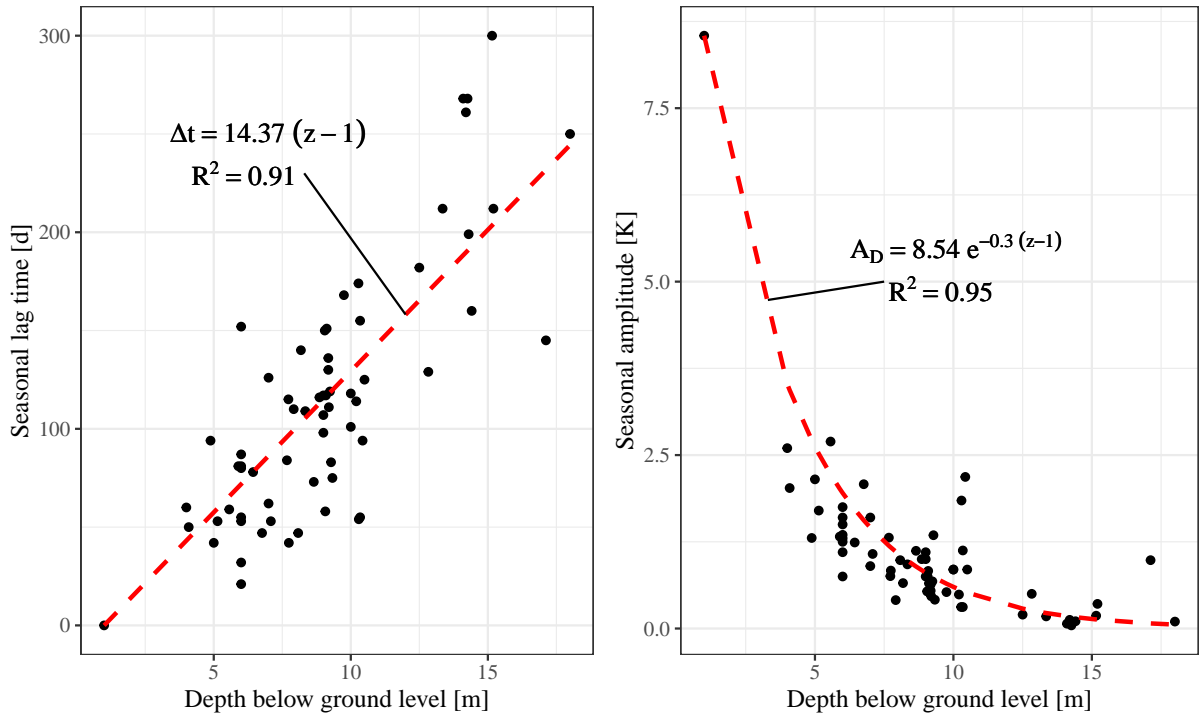 300
200
100
0
5
10
15
Seasonal lag time [d]
Depth below ground level [m]
Δt = 14.37 (z − 1)
R² = 0.91
7.5
5.0
2.5
0.0
5
10
15
Seasonal amplitude [K]
Depth below ground level [m]
A_D = 8.54 e^−0.3 (z−1)
R² = 0.95